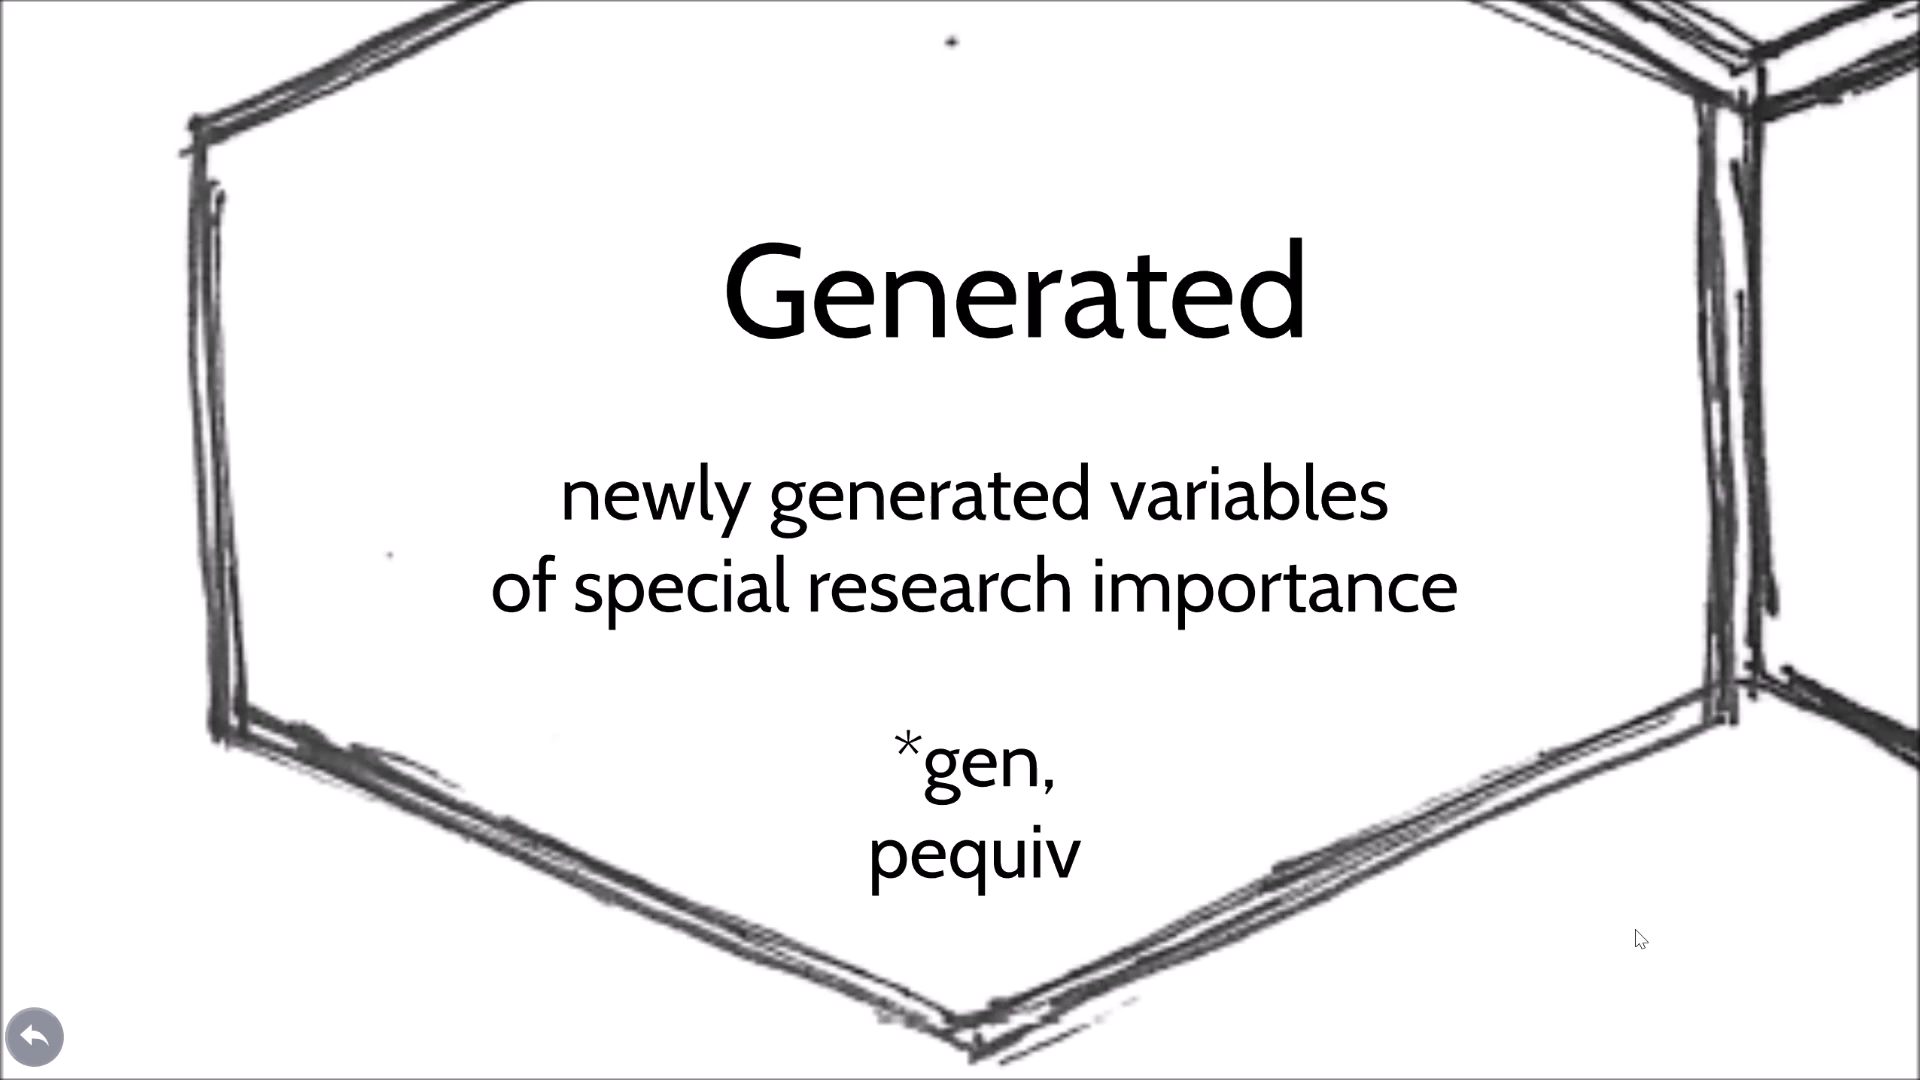 Generated
newly generated variables
of special research importance
*gen,
pequiv